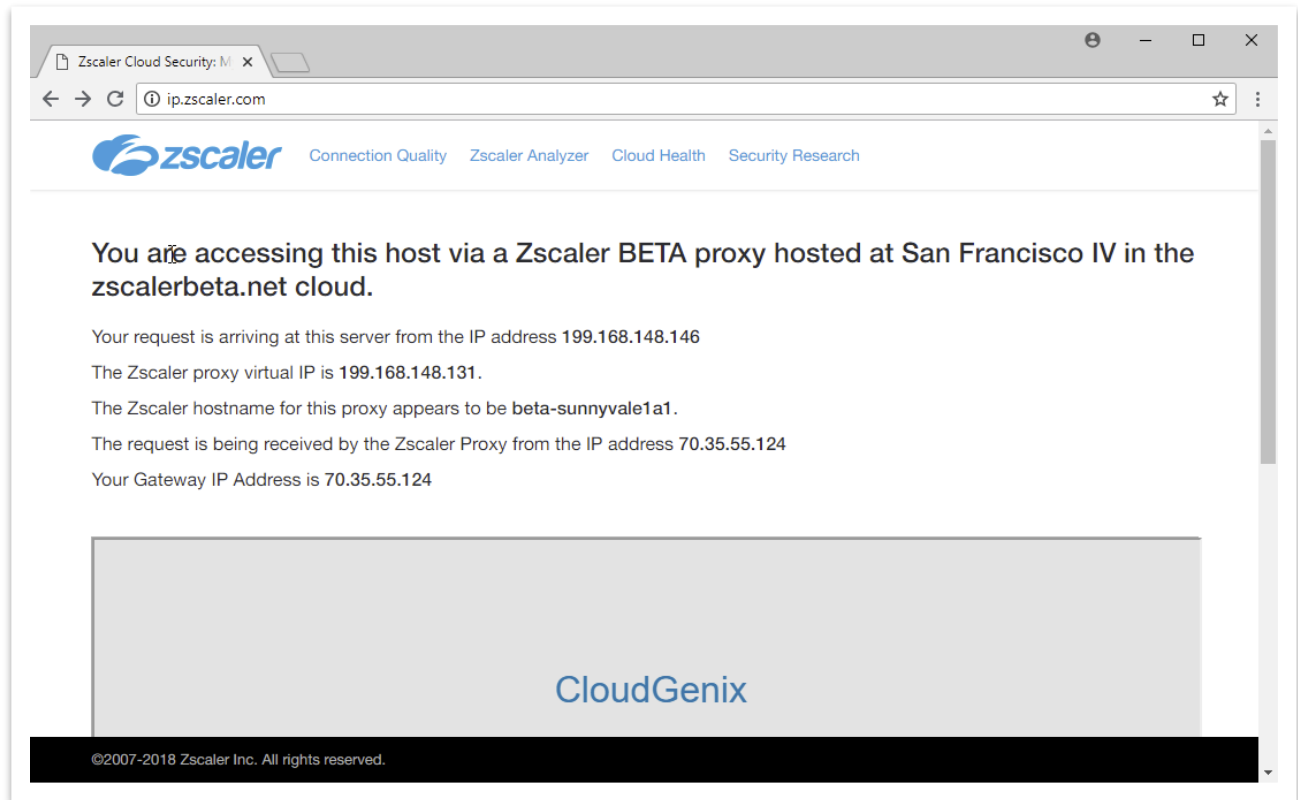 Zscaler Cloud Security: M
ip.zscaler.com
zscaler Connection Quality Zscaler Analyzer Cloud Health Security Research
You are accessing this host via a Zscaler BETA proxy hosted at San Francisco IV in the
zscalerbeta.net cloud.
Your request is arriving at this server from the IP address 199.168.148.146
The Zscaler proxy virtual IP is 199.168.148.131.
The Zscaler hostname for this proxy appears to be beta-sunnyvale1a1.
The request is being received by the Zscaler Proxy from the IP address 70.35.55.124
Your Gateway IP Address is 70.35.55.124
CloudGenix
©2007-2018 Zscaler Inc. All rights reserved.